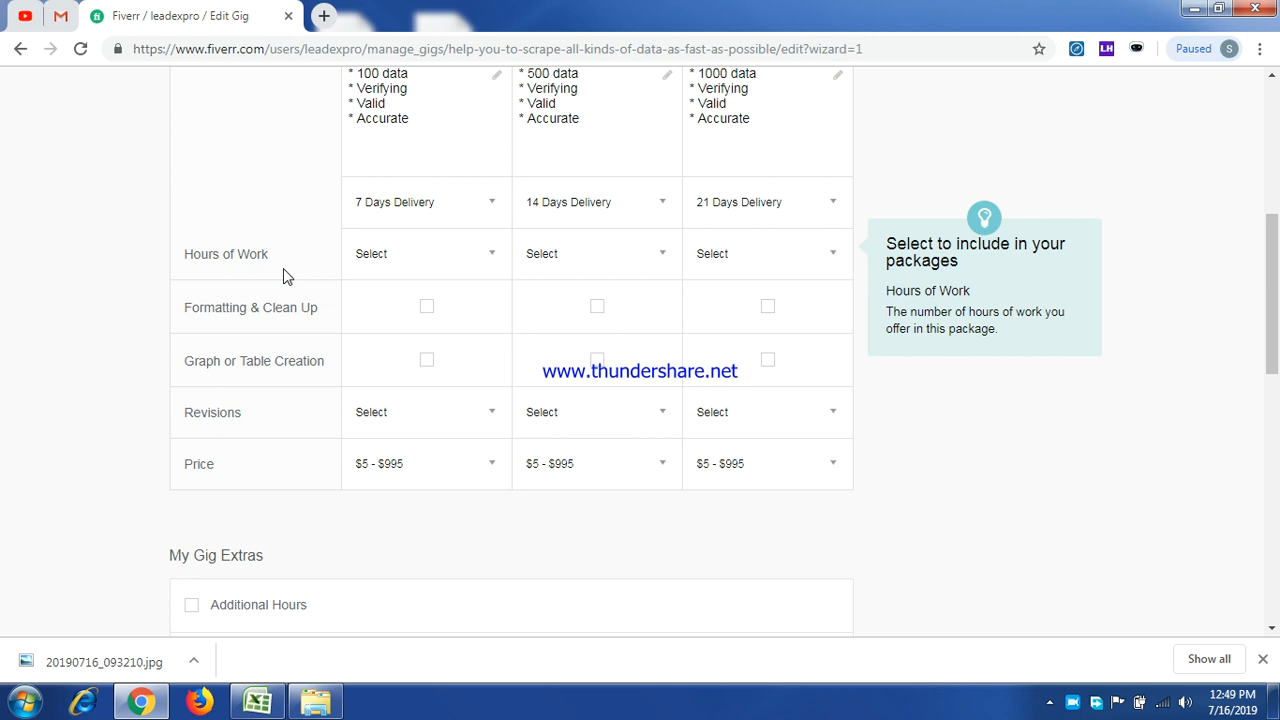 Fiverr / leadexpro / Edit Gig
https://www.fiverr.com/users/leadexpro/manage_gigs/help-you-to-scrape-all-kinds-of-data-as-fast-as-possible/edit?wizard=1
LH
Paused S
* 100 data
* Verifying
* Valid
* Accurate
* 500 data
* Verifying
* Valid
* Accurate
* 1000 data
* Verifying
* Valid
* Accurate
7 Days Delivery
14 Days Delivery
21 Days Delivery
Hours of Work
Select
Select
Select
Formatting & Clean Up
Graph or Table Creation
www.thundershare.net
Revisions
Select
Select
Select
Price
$5 - $995
$5 - $995
$5 - $995
Select to include in your
packages
Hours of Work
The number of hours of work you
offer in this package.
My Gig Extras
Additional Hours
20190716_093210.jpg
Show all
12:49 PM
7/16/2019